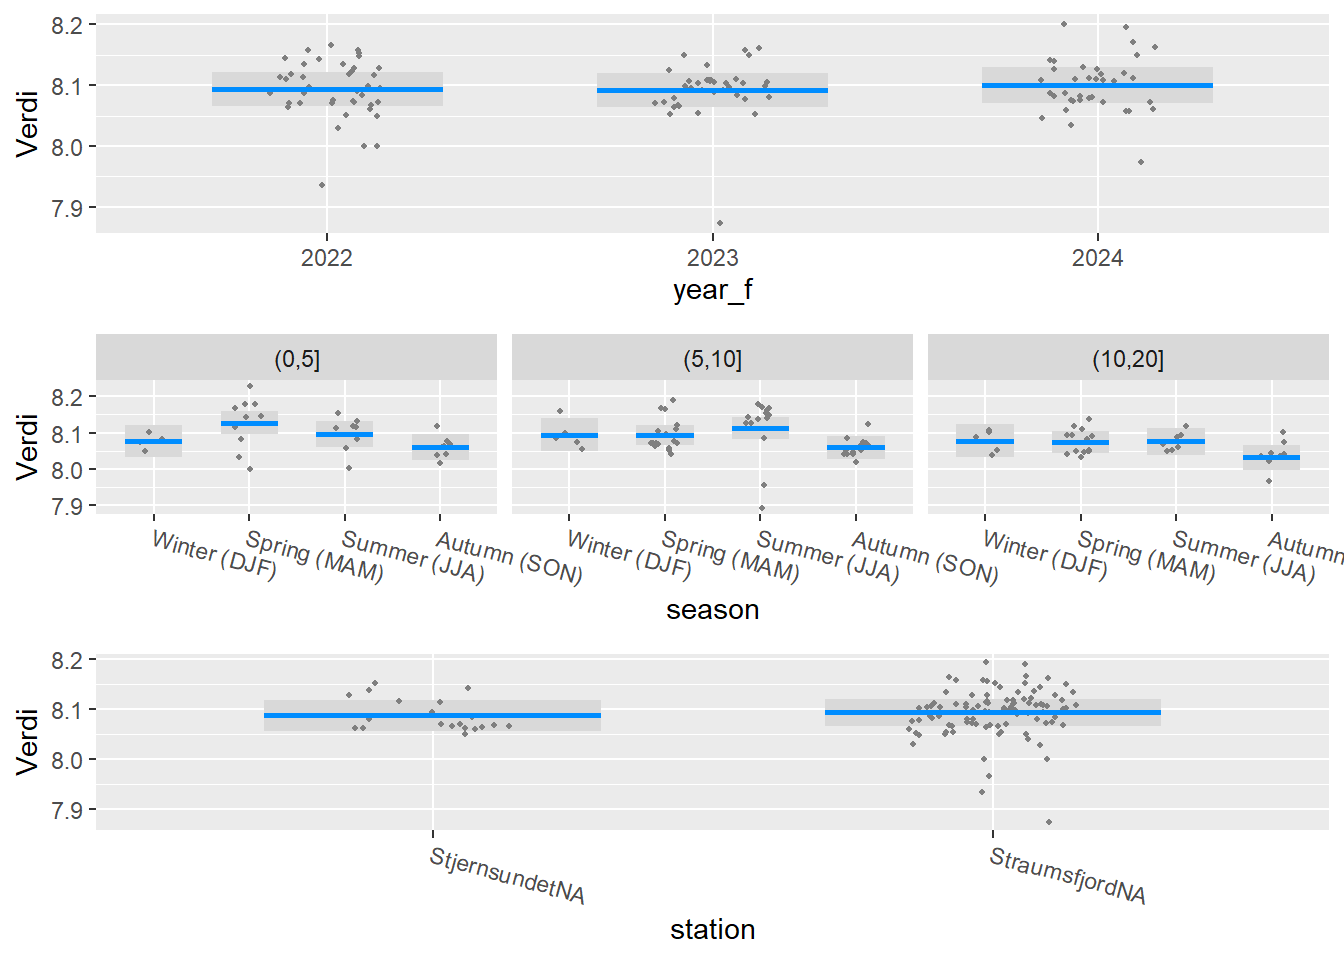 8.2
8.1
8.0
7.9
Verdi
2022 2023 2024
year_f
(0,5] (5,10] (10,20]
8.2
8.1
8.0
7.9
Verdi
Winter (DJF) Spring (MAM) Summer (JJA) Autumn (SON) Winter (DJF) Spring (MAM) Summer (JJA) Autumn (SON) Winter (DJF) Spring (MAM) Summer (JJA) Autumn
season
8.2
8.1
8.0
7.9
Verdi
StjernsundetNA StraumsfjordNA
station